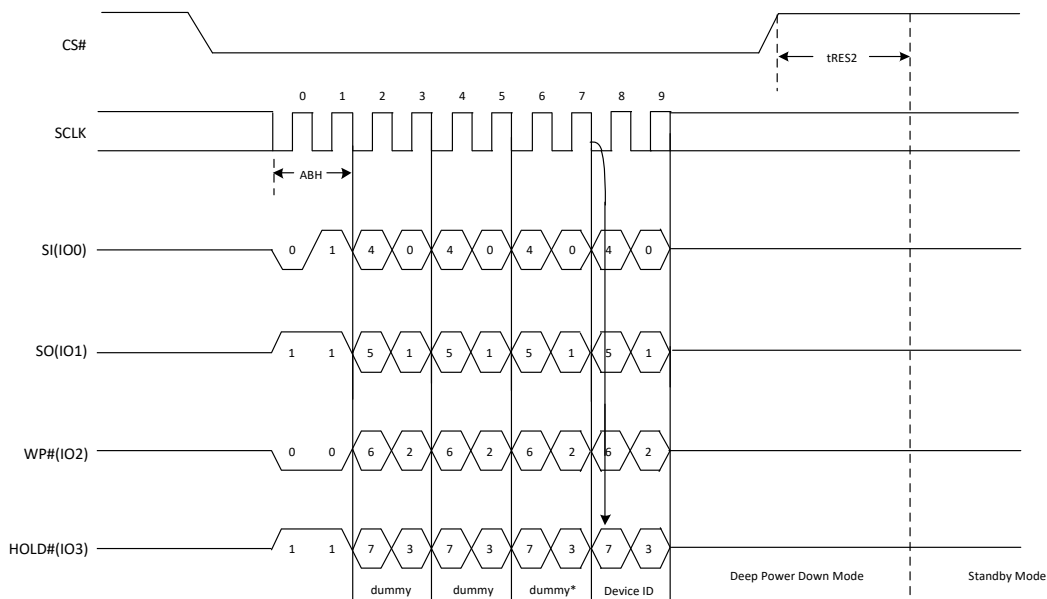 CS#
tRES2
0 1 2 3 4 5 6 7 8 9
SCLK
ABH
SI(IO0) 0 1 4 0 4 0 4 0 4 0
SO(IO1) 1 1 5 1 5 1 5 1 5 1
WP#(IO2) 0 0 6 2 6 2 6 2 6 2
HOLD#(IO3) 1 1 7 3 7 3 7 3 7 3
dummy dummy dummy* Device ID Deep Power Down Mode Standby Mode